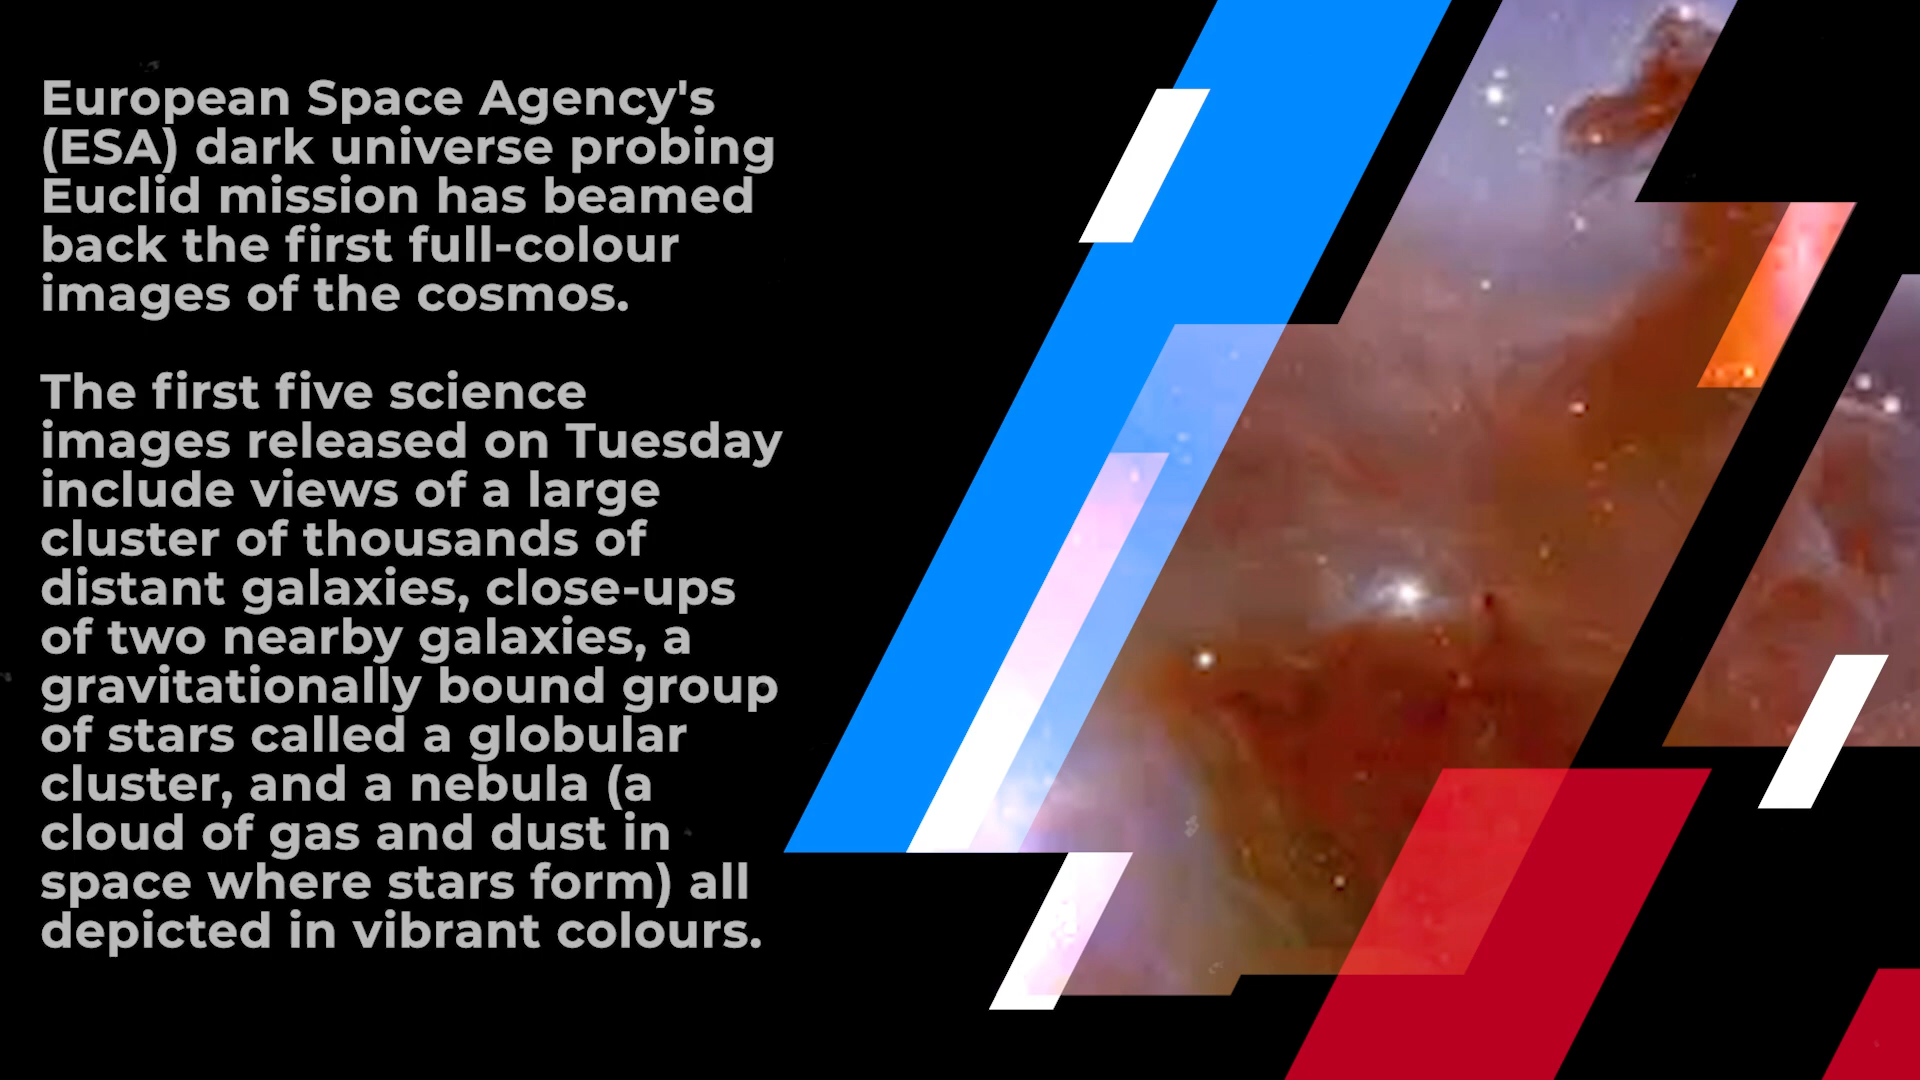 European Space Agency's
(ESA) dark universe probing
Euclid mission has beamed
back the first full-colour
images of the cosmos.
The first five science
images released on Tuesday
include views of a large
cluster of thousands of
distant galaxies, close-ups
of two nearby galaxies, a
gravitationally bound group
of stars called a globular
cluster, and a nebula (a
cloud of gas and dust in
space where stars form) all
depicted in vibrant colours.